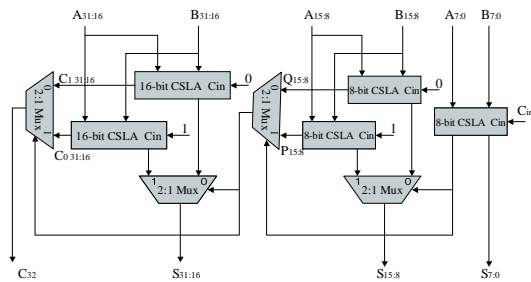 A31:16 B31:16 A15:8 B15:8 A7:0 B7:0
C1 31:16 16-bit CSLA Cin 0 Q15:8 8-bit CSLA Cin 0
0 2:1 Mux 1
0 2:1 Mux 1
16-bit CSLA Cin 1 8-bit CSLA Cin 1 8-bit CSLA Cin Cin
C0 31:16 P15:8
1 2:1 Mux 0 1 2:1 Mux 0
C32 S31:16 S15:8 S7:0